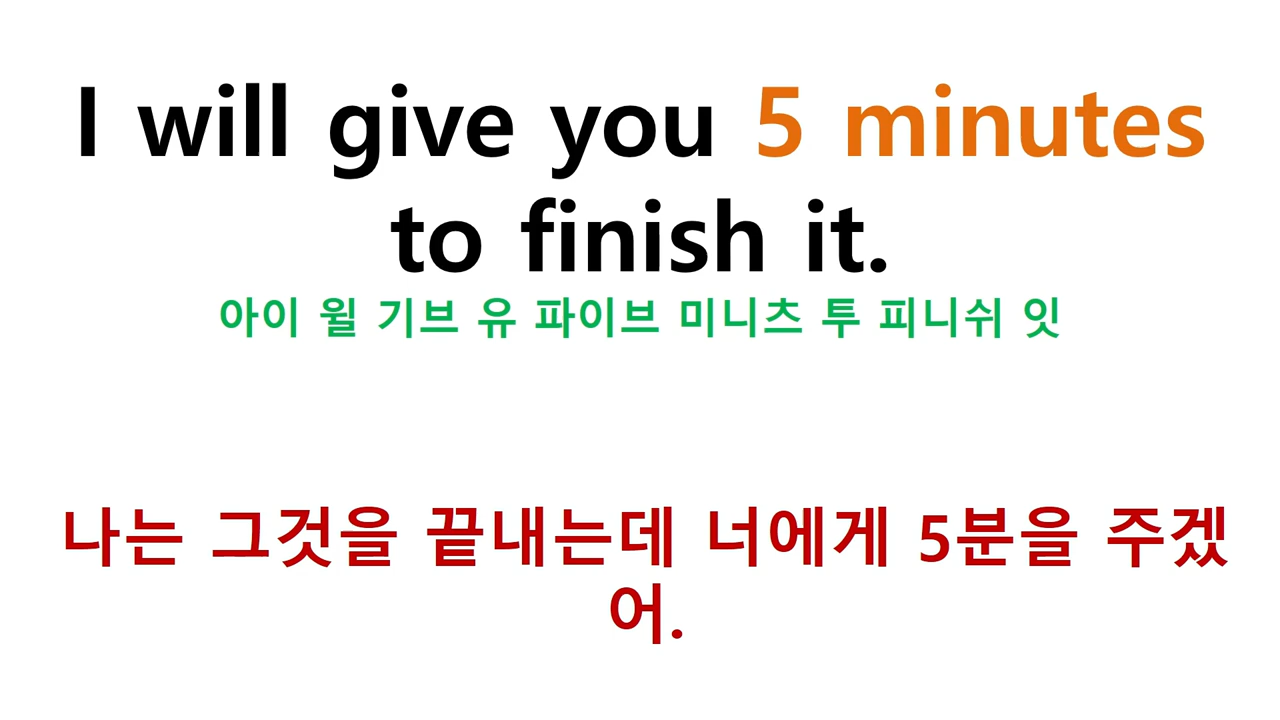 I will give you 5 minutes
to finish it.
아이 윌 기브 유 파이브 미니츠 투 피니쉬 잇
나는 그것을 끝내는데 너에게 5분을 주겠
어.